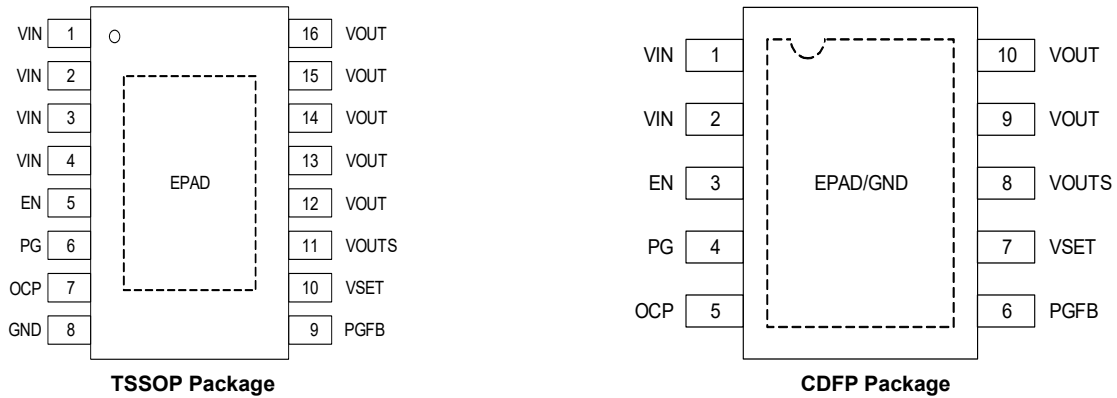 VIN 1 16 VOUT
VIN 2 15 VOUT
VIN 3 14 VOUT
VIN 4 13 VOUT
EN 5 12 VOUT
PG 6 11 VOUTS
OCP 7 10 VSET
GND 8 9 PGFB
EPAD
TSSOP Package
VIN 1 10 VOUT
VIN 2 9 VOUT
EN 3 EPAD/GND 8 VOUTS
PG 4 7 VSET
OCP 5 6 PGFB
CDFP Package